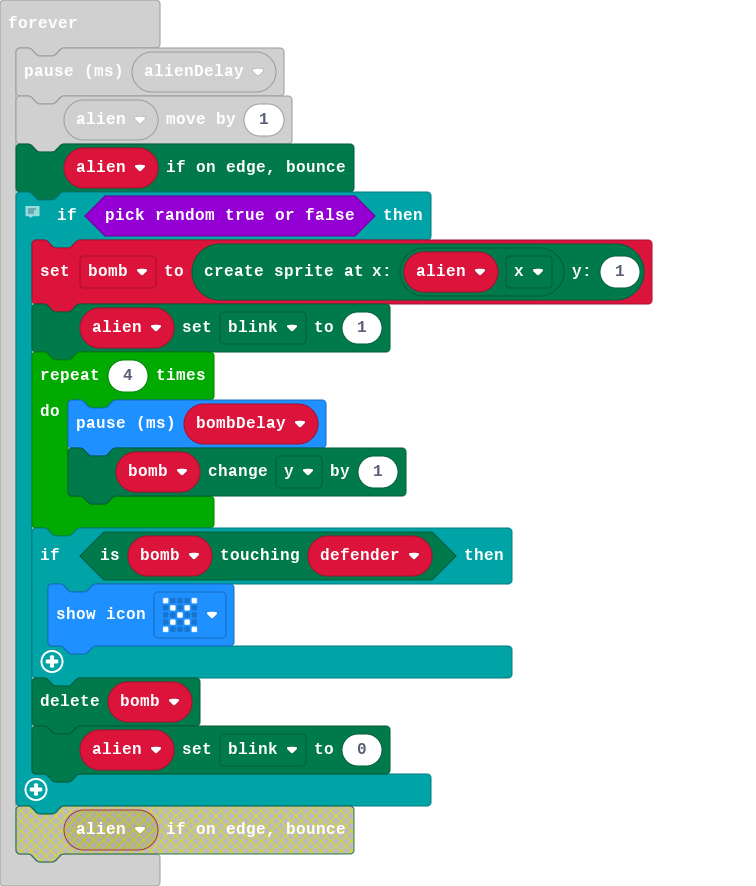 forever
pause (ms) alienDelay
alien move by 1
alien if on edge, bounce
if pick random true or false then
set bomb to create sprite at x: alien x y: 1
alien set blink to 1
repeat 4 times
do
pause (ms) bombDelay
bomb change y by 1
if is bomb touching defender then
show icon
delete bomb
alien set blink to 0
alien if on edge, bounce